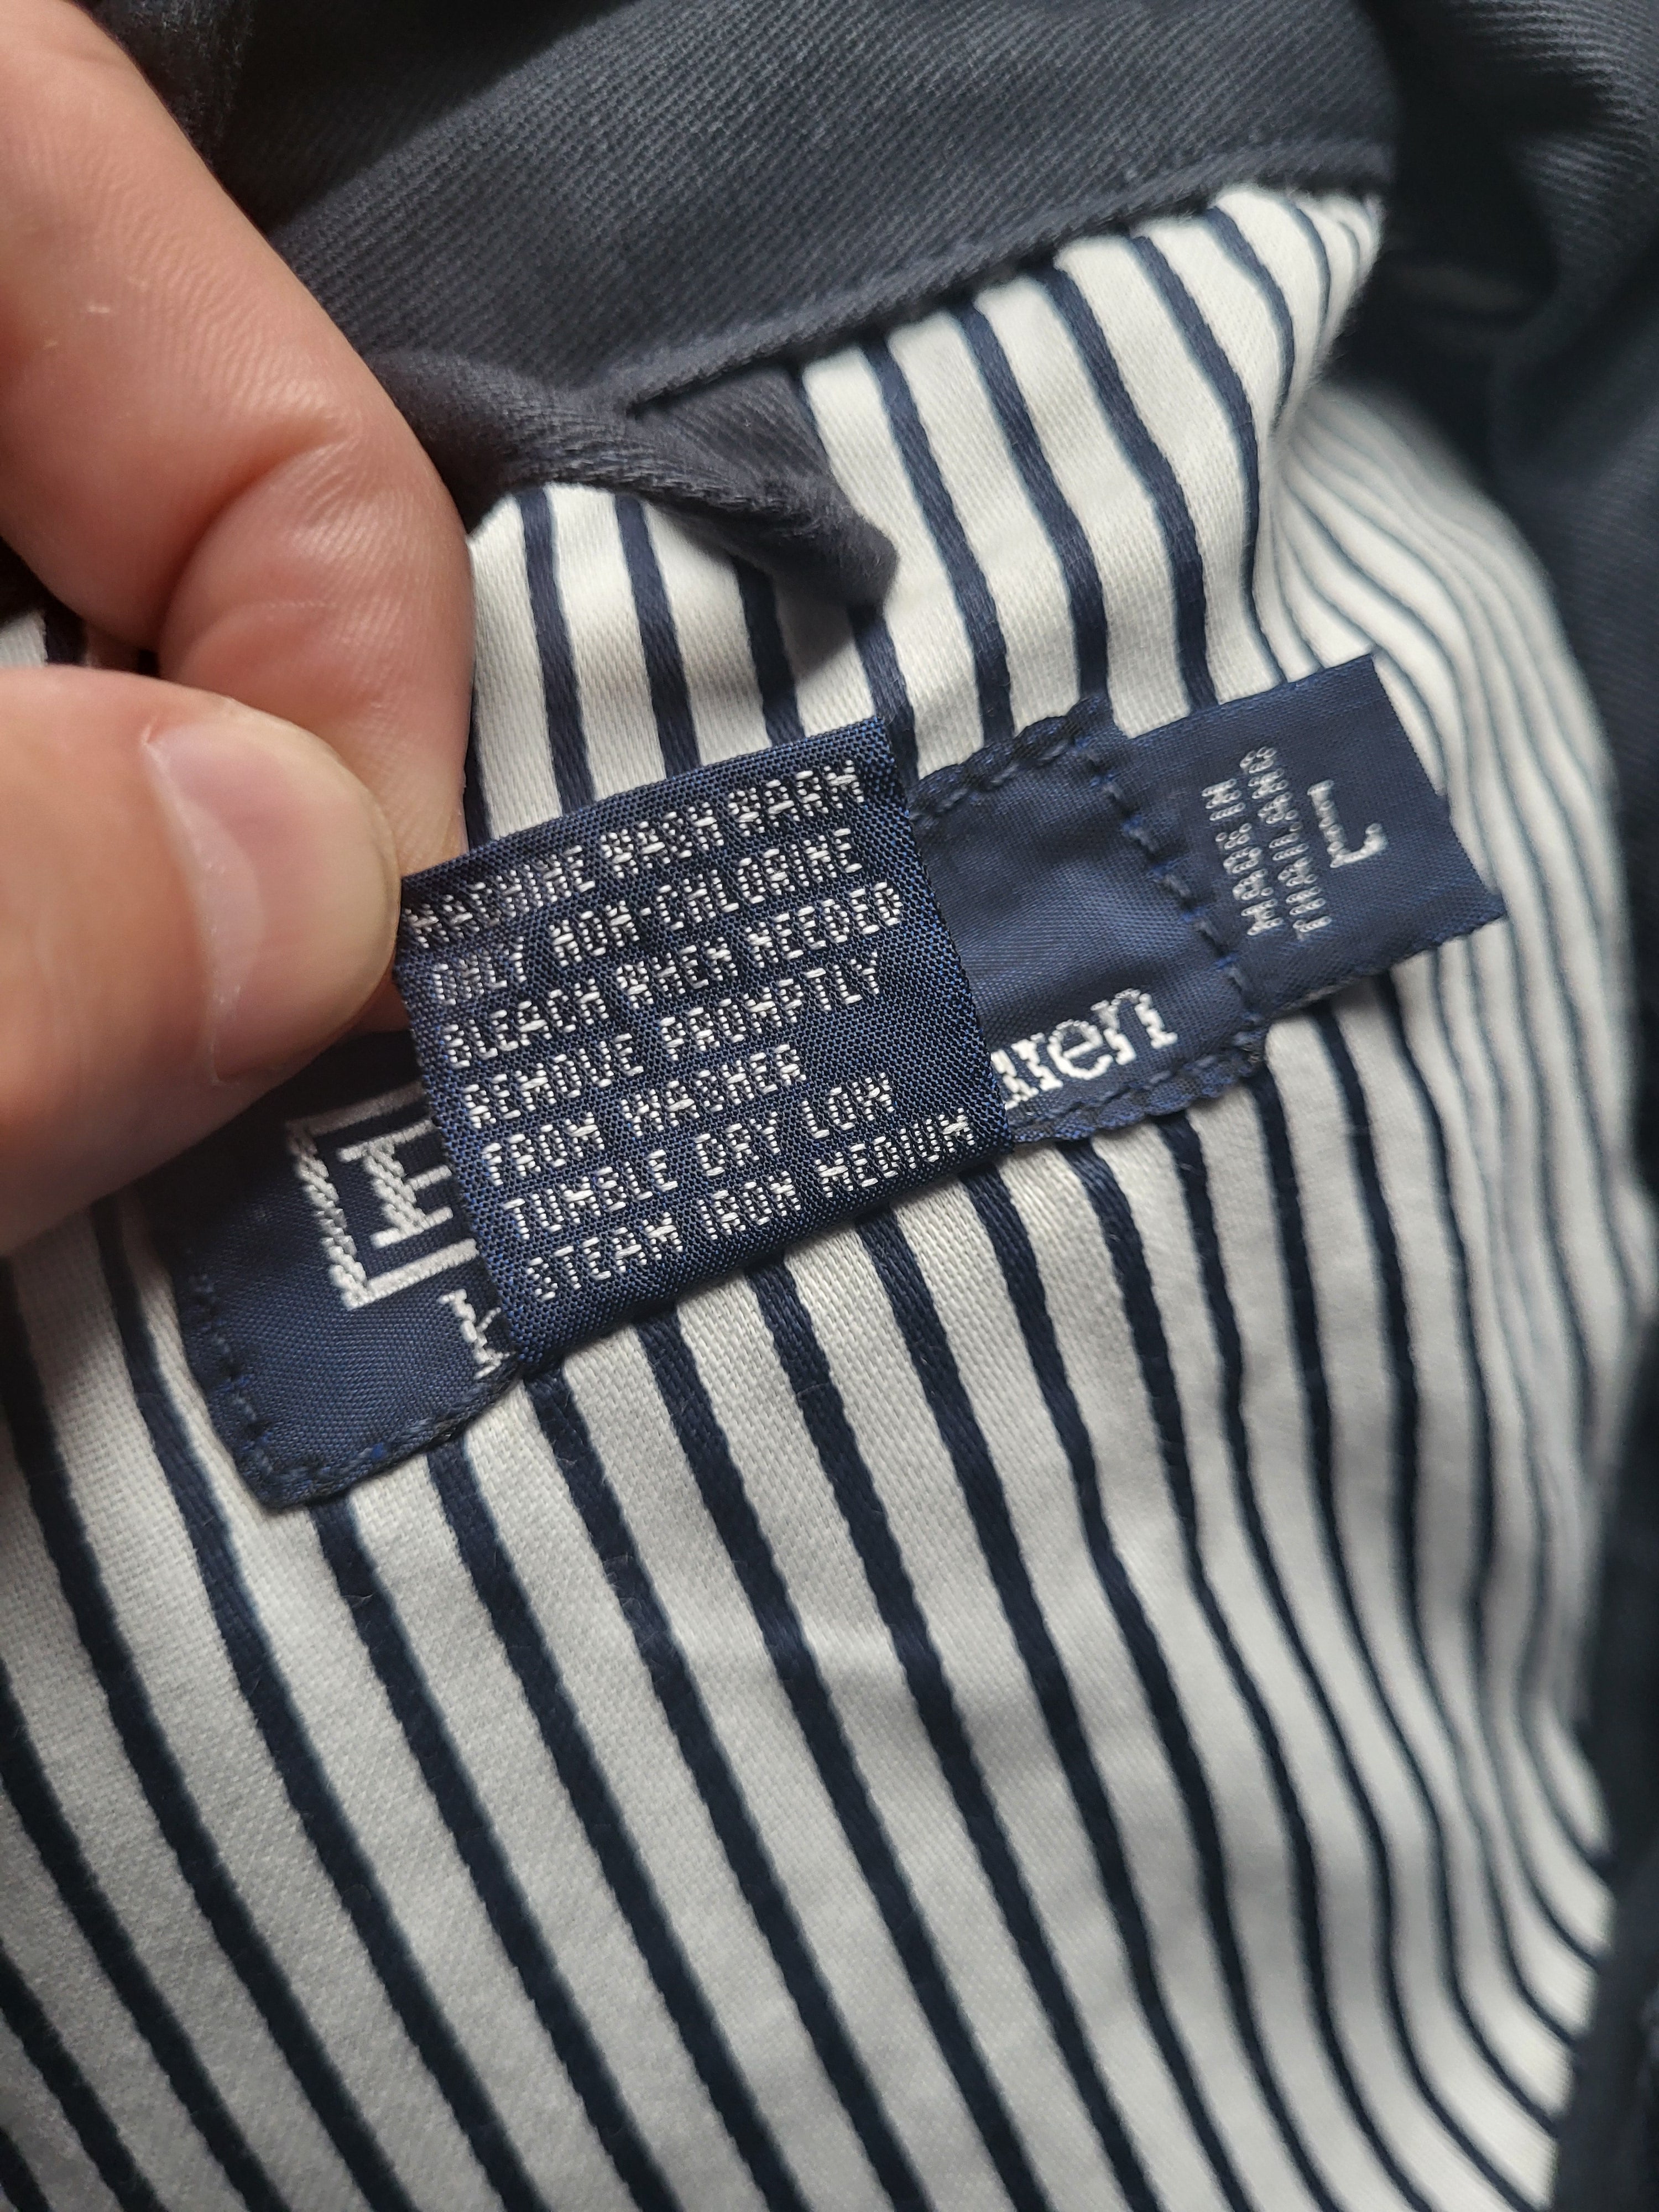 MACHINE WASH WARM
ONLY NON-CHLORINE
BLEACH WHEN NEEDED
REMOVE PROMPTLY
FROM WASHER
TUMBLE DRY LOW
STEAM IRON MEDIUM
MADE IN
THAILAND
L